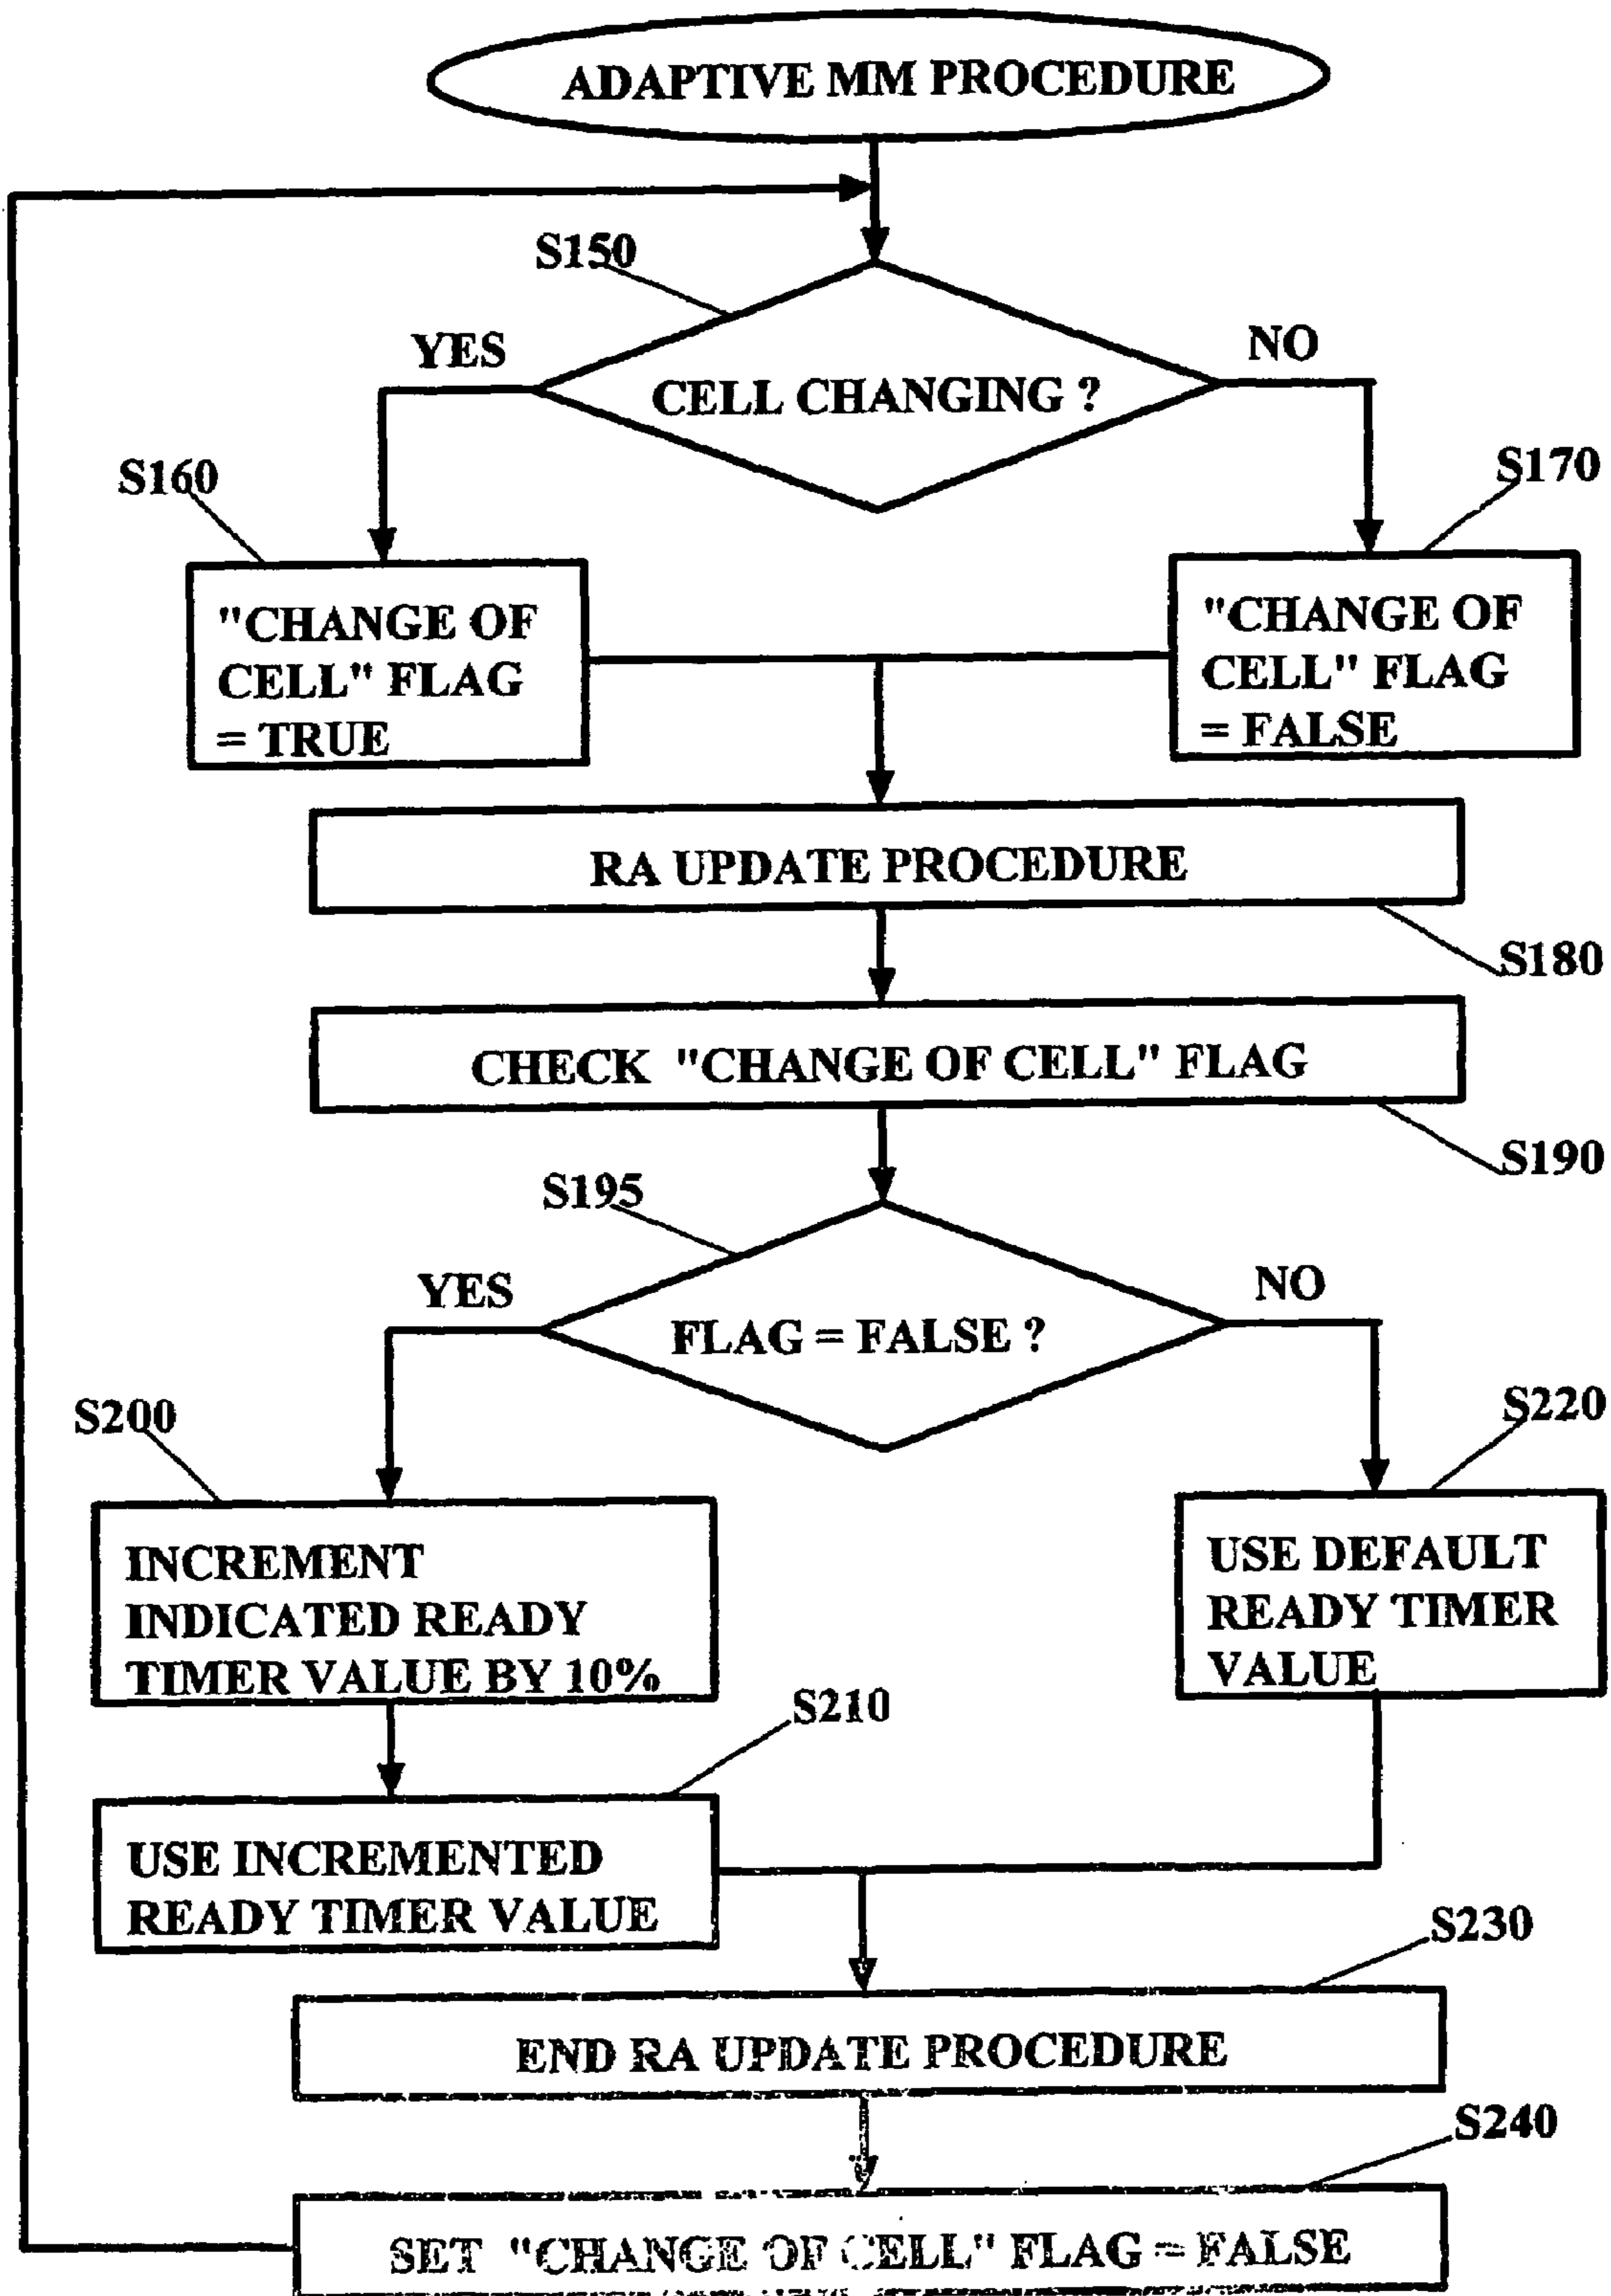 ADAPTIVE MM PROCEDURE
S150
YES
NO
CELL CHANGING ?
S160
S170
"CHANGE OF
CELL" FLAG
= TRUE
"CHANGE OF
CELL" FLAG
= FALSE
RA UPDATE PROCEDURE
S180
CHECK "CHANGE OF CELL" FLAG
S190
S195
YES
NO
FLAG = FALSE ?
S200
S220
INCREMENT
INDICATED READY
TIMER VALUE BY 10%
USE DEFAULT
READY TIMER
VALUE
S210
USE INCREMENTED
READY TIMER VALUE
S230
END RA UPDATE PROCEDURE
S240
SET "CHANGE OF CELL" FLAG = FALSE